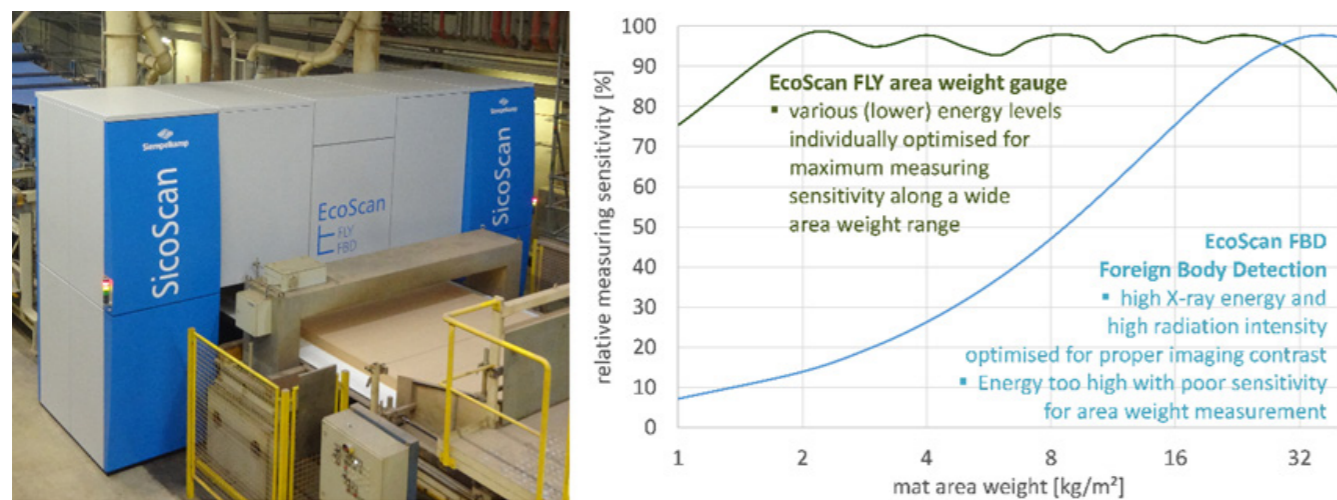 Siempelkamp
SicoScan
EcoScan
FLY
FBD
SicoScan
relative measuring sensitivity [%]
100
90
80
70
60
50
40
30
20
10
0
EcoScan FLY area weight gauge
▪ various (lower) energy levels
individually optimised for
maximum measuring
sensitivity along a wide
area weight range
EcoScan FBD
Foreign Body Detection
▪ high X-ray energy and
high radiation intensity
optimised for proper imaging contrast
▪ Energy too high with poor sensitivity
for area weight measurement
1 2 4 8 16 32
mat area weight [kg/m²]